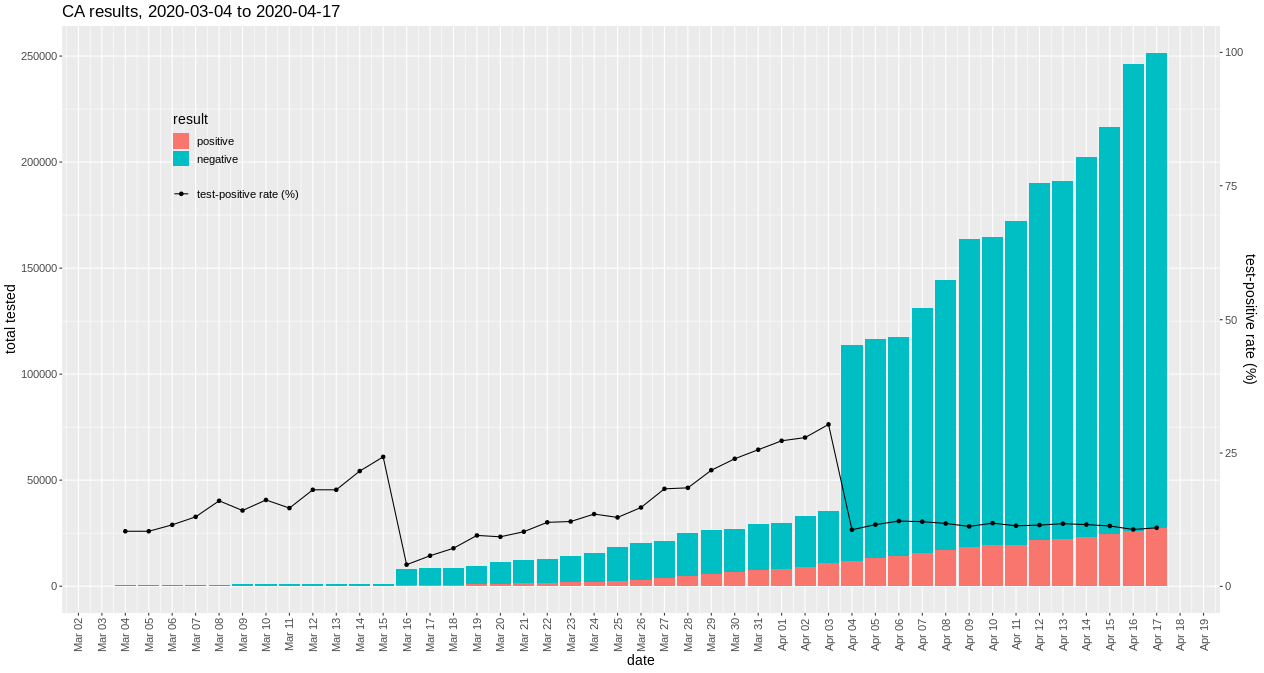 CA results, 2020-03-04 to 2020-04-17
250000
200000
150000
100000
50000
0
total tested
result
positive
negative
test-positive rate (%)
100
75
50
25
0
test-positive rate (%)
Mar 02
Mar 03
Mar 04
Mar 05
Mar 06
Mar 07
Mar 08
Mar 09
Mar 10
Mar 11
Mar 12
Mar 13
Mar 14
Mar 15
Mar 16
Mar 17
Mar 18
Mar 19
Mar 20
Mar 21
Mar 22
Mar 23
Mar 24
Mar 25
Mar 26
Mar 27
Mar 28
Mar 29
Mar 30
Mar 31
Apr 01
Apr 02
Apr 03
Apr 04
Apr 05
Apr 06
Apr 07
Apr 08
Apr 09
Apr 10
Apr 11
Apr 12
Apr 13
Apr 14
Apr 15
Apr 16
Apr 17
Apr 18
Apr 19
date